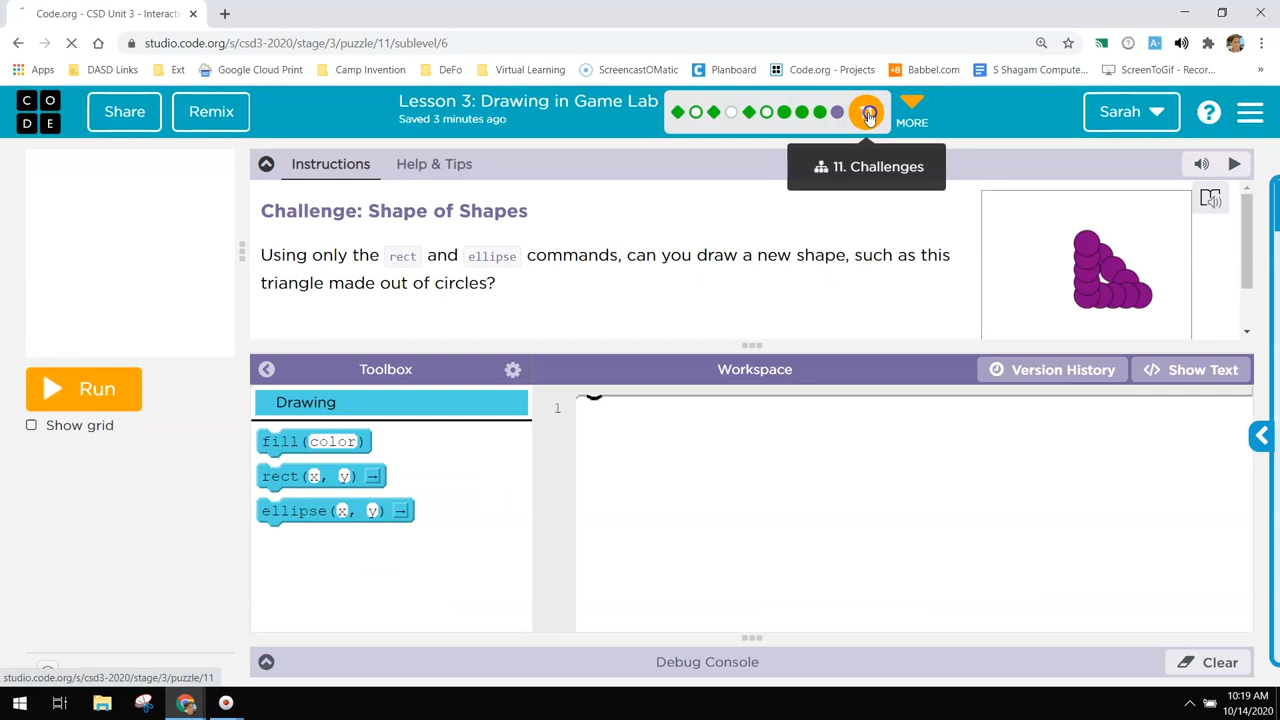 Code.org - CSD Unit 3 - Interact
studio.code.org/s/csd3-2020/stage/3/puzzle/11/sublevel/6
Apps DASD Links Ext Google Cloud Print Camp Invention DeFo Virtual Learning ScreencastOMatic Planboard Code.org - Projects Babbel.com S Shagam Compute... ScreenToGif - Recor... »
CODE
Share
Remix
Lesson 3: Drawing in Game Lab
Saved 3 minutes ago
MORE
Sarah
?
11. Challenges
Instructions
Help & Tips
Challenge: Shape of Shapes
Using only the rect and ellipse commands, can you draw a new shape, such as this
triangle made out of circles?
Run
Show grid
Toolbox
Workspace
Version History
</> Show Text
Drawing
1
fill(color)
rect(x, y)
ellipse(x, y)
Debug Console
Clear
studio.code.org/s/csd3-2020/stage/3/puzzle/11
10:19 AM
10/14/2020